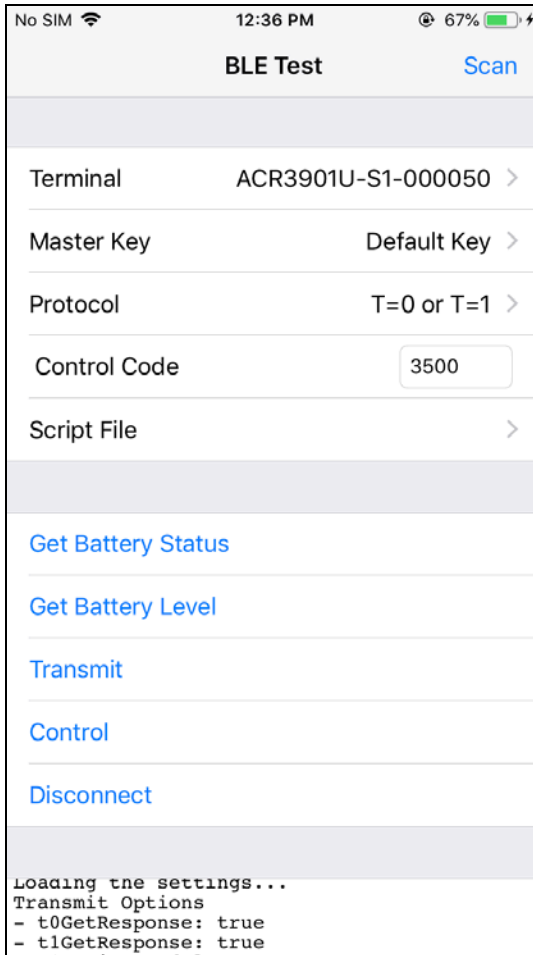 No SIM 12:36 PM 67%
BLE Test Scan
Terminal ACR3901U-S1-000050
Master Key Default Key
Protocol T=0 or T=1
Control Code 3500
Script File
Get Battery Status
Get Battery Level
Transmit
Control
Disconnect
Loading the settings...
Transmit Options
- t0GetResponse: true
- t1GetResponse: true